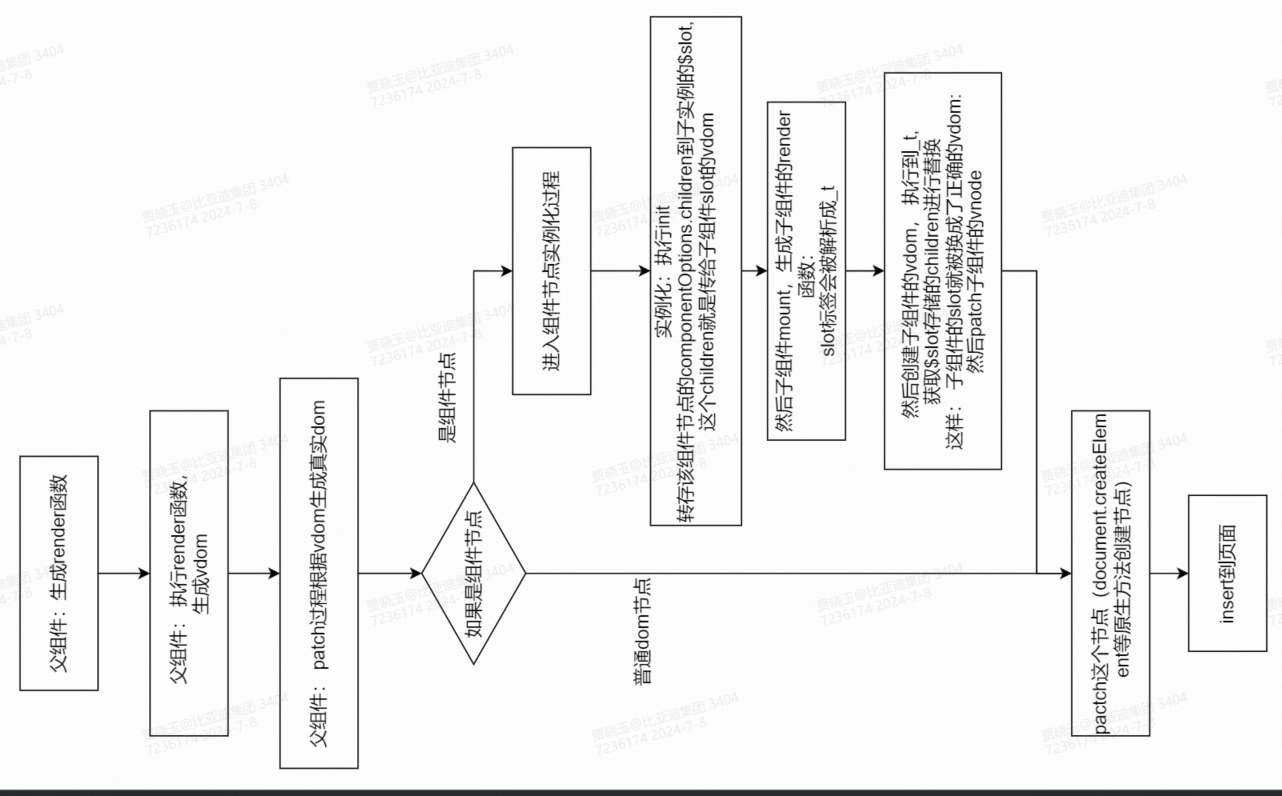 父组件：生成render函数
父组件： 执行render函数，
生成vdom
父组件： patch过程根据vdom生成真实dom
如果是组件节点
是组件节点
进入组件节点实例化过程
实例化：执行init
转存该组件节点的componentOptions.children到子实例的$slot,
这个children就是传给子组件slot的vdom
然后子组件mount， 生成子组件的render
函数：
slot标签会被解析成_t
然后创建子组件的vdom， 执行到_t，
获取$slot存储的children进行替换
这样： 子组件的slot就被换成了正确的vdom：
然后patch子组件的vnode
普通dom节点
pactch这个节点（document.createElem
ent等原生方法创建节点）
insert到页面
贾晓玉@比亚迪集团 3404
7236174 2024-7-8